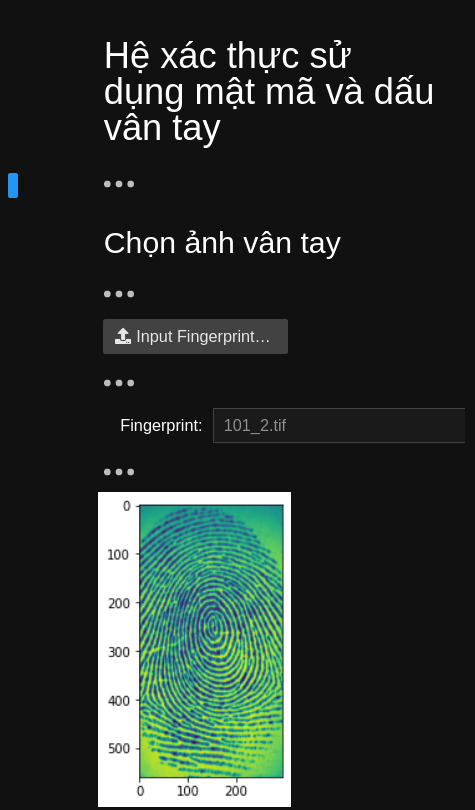 Hệ xác thực sử
dụng mật mã và dấu
vân tay
Chọn ảnh vân tay
Input Fingerprint…
Fingerprint: 101_2.tif
0
100
200
300
400
500
0 100 200